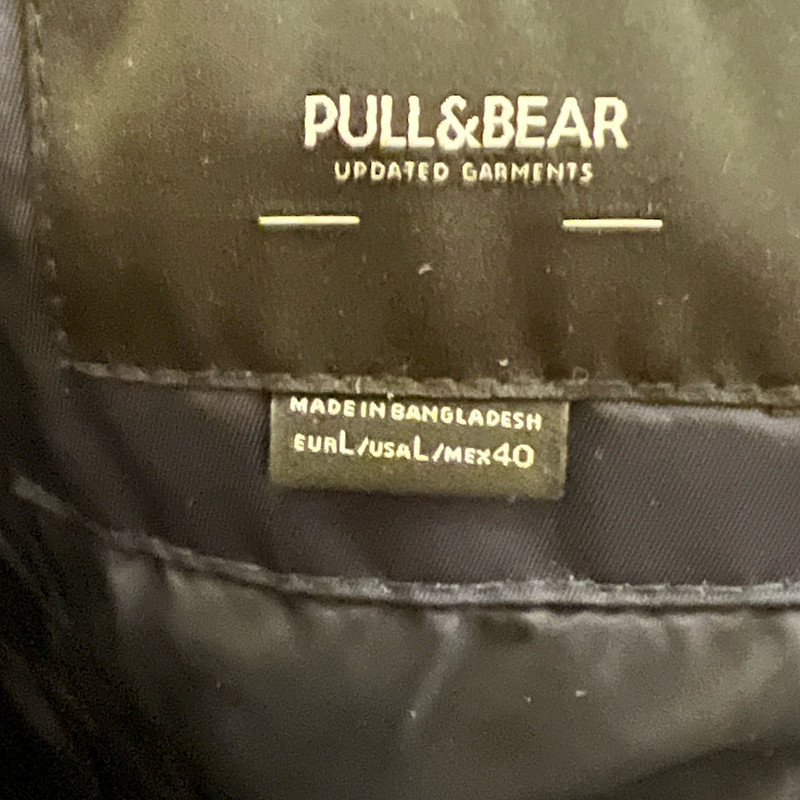 PULL&BEAR
UPDATED GARMENTS
MADE IN BANGLADESH
EURL/USAL/MEX40